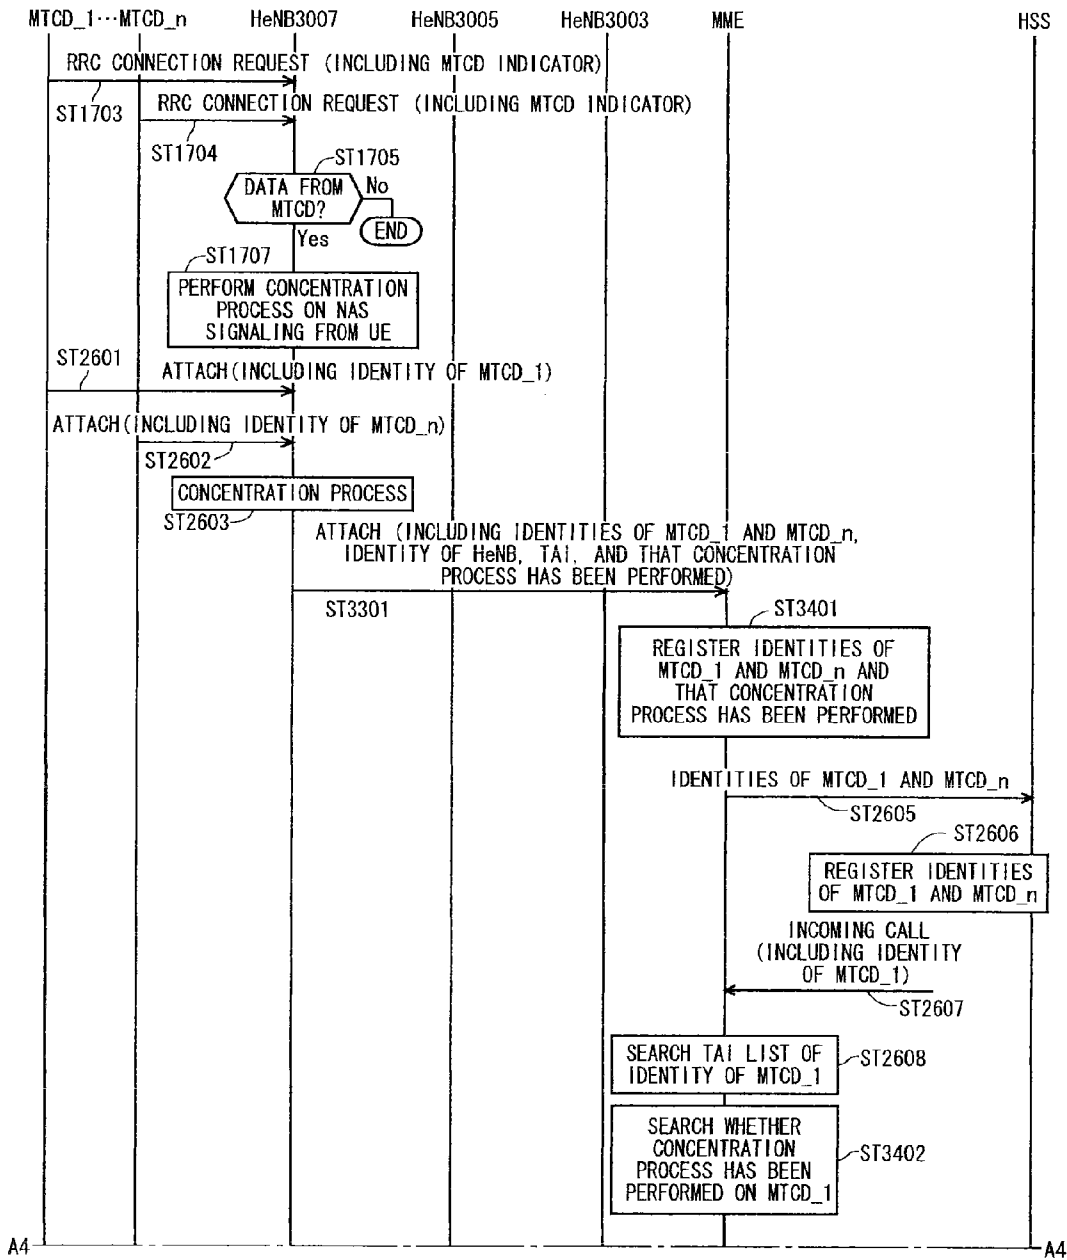 MTCD_1···MTCD_n HeNB3007 HeNB3005 HeNB3003 MME HSS
RRC CONNECTION REQUEST (INCLUDING MTCD INDICATOR)
ST1703
RRC CONNECTION REQUEST (INCLUDING MTCD INDICATOR)
ST1704
ST1705
DATA FROM
MTCD?
No
END
Yes
ST1707
PERFORM CONCENTRATION
PROCESS ON NAS
SIGNALING FROM UE
ST2601
ATTACH(INCLUDING IDENTITY OF MTCD_1)
ATTACH(INCLUDING IDENTITY OF MTCD_n)
ST2602
CONCENTRATION PROCESS
ST2603
ATTACH (INCLUDING IDENTITIES OF MTCD_1 AND MTCD_n,
IDENTITY OF HeNB, TAI, AND THAT CONCENTRATION
PROCESS HAS BEEN PERFORMED)
ST3301
ST3401
REGISTER IDENTITIES OF
MTCD_1 AND MTCD_n AND
THAT CONCENTRATION
PROCESS HAS BEEN PERFORMED
IDENTITIES OF MTCD_1 AND MTCD_n
ST2605
ST2606
REGISTER IDENTITIES
OF MTCD_1 AND MTCD_n
INCOMING CALL
(INCLUDING IDENTITY
OF MTCD_1)
ST2607
SEARCH TAI LIST OF
IDENTITY OF MTCD_1
ST2608
SEARCH WHETHER
CONCENTRATION
PROCESS HAS BEEN
PERFORMED ON MTCD_1
ST3402
A4 A4